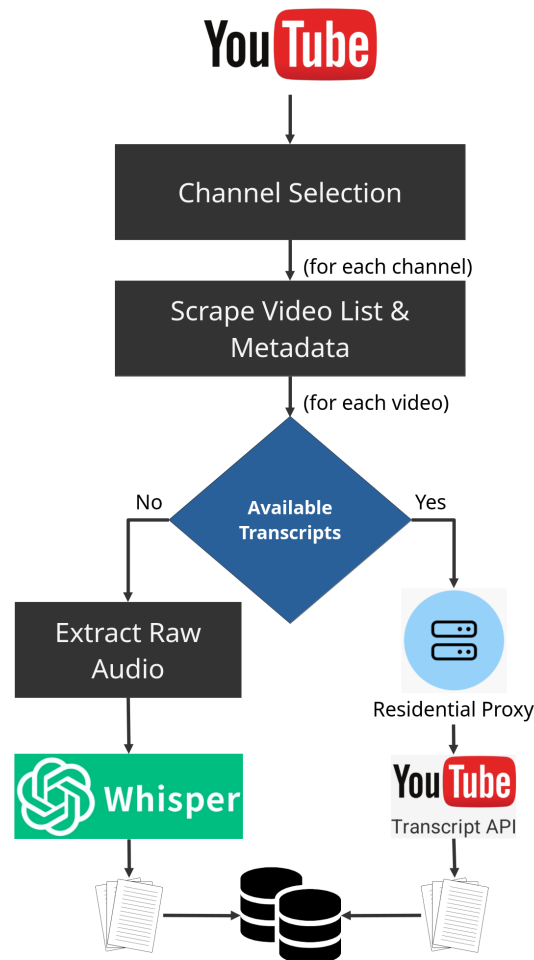 YouTube
Channel Selection
(for each channel)
Scrape Video List &
Metadata
(for each video)
No
Available
Transcripts
Yes
Extract Raw
Audio
Residential Proxy
Whisper
YouTube
Transcript API